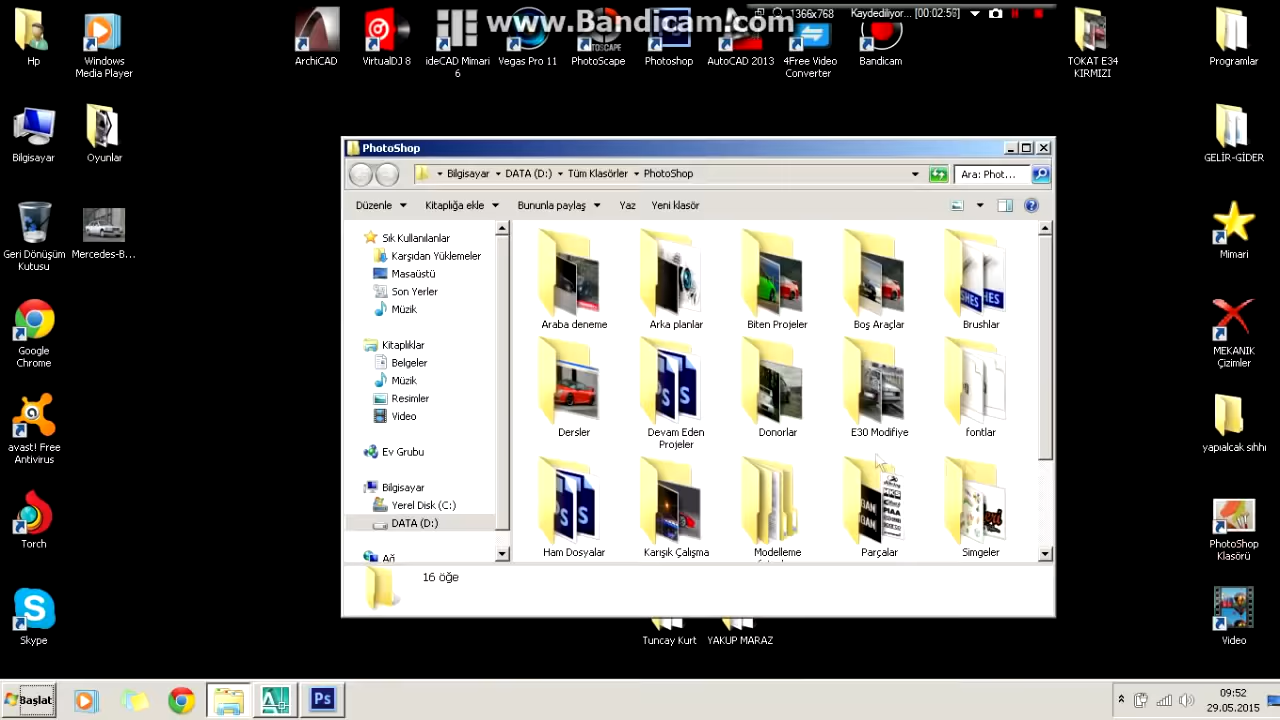 www.Bandicam.com
1366x768
Kaydediliyor...
Hp
Windows
Media Player
ArchiCAD
VirtualDJ 8
ideCAD Mimari
6
Vegas Pro 11
PhotoScape
Photoshop
AutoCAD 2013
4Free Video
Converter
Bandicam
TOKAT E34
KIRMIZI
Programlar
Bilgisayar
Oyunlar
GELİR-GİDER
Geri Dönüşüm
Kutusu
Mercedes-B...
Mimari
Google
Chrome
MEKANIK
Çizimler
avast! Free
Antivirus
yapıalcak sıhhı
Torch
PhotoShop
Klasörü
Skype
Video
PhotoShop
Bilgisayar
DATA (D:)
Tüm Klasörler
PhotoShop
Ara: Phot...
Düzenle
Kitaplığa ekle
Bununla paylaş
Yaz
Yeni klasör
Sık Kullanılanlar
Karşıdan Yüklemeler
Masaüstü
Son Yerler
Müzik
Kitaplıklar
Belgeler
Müzik
Resimler
Video
Ev Grubu
Bilgisayar
Yerel Disk (C:)
DATA (D:)
Ağ
Araba deneme
Arka planlar
Biten Projeler
Boş Araçlar
Brushlar
Dersler
Devam Eden
Projeler
Donorlar
E30 Modifiye
fontlar
Ham Dosyalar
Karışık Çalışma
Modelleme
Parçalar
Simgeler
16 öğe
Tuncay Kurt
YAKUP MARAZ
Başlat
Ps
09:52
29.05.2015